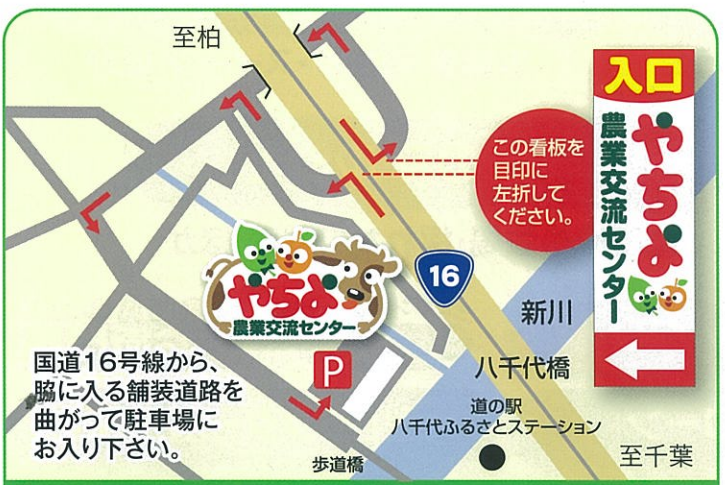 至柏
この看板を
目印に
左折して
ください。
入口
やちよ
農業交流センター
やちよ
農業交流センター
16
新川
八千代橋
道の駅
八千代ふるさとステーション
至千葉
P
歩道橋
国道16号線から、
脇に入る舗装道路を
曲がって駐車場に
お入り下さい。